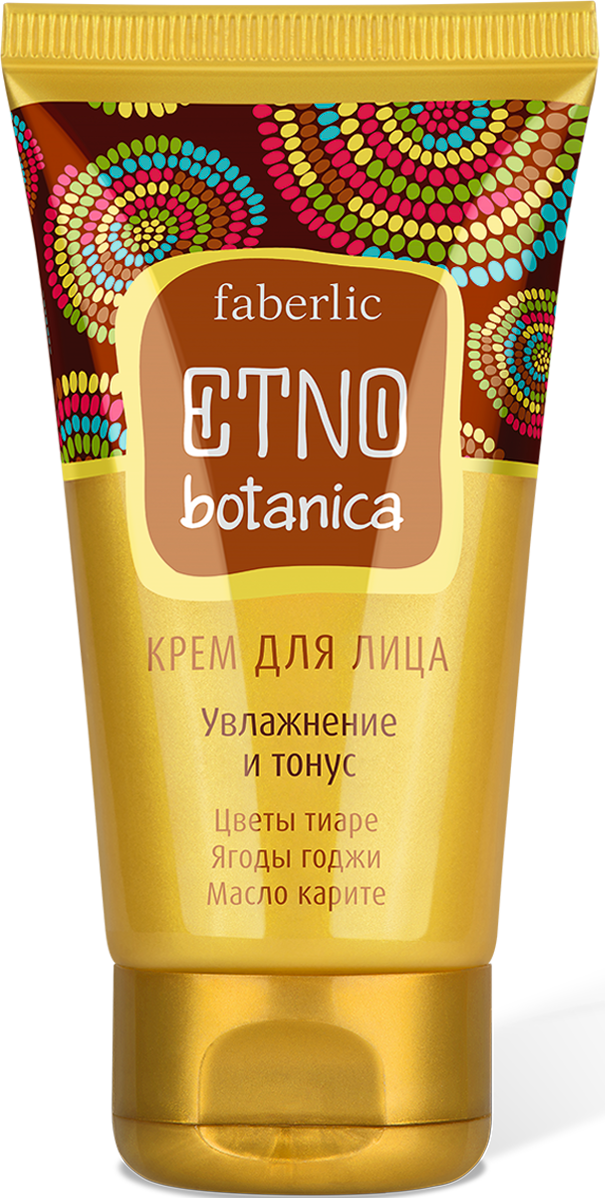 faberlic
ETNO
botanica
КРЕМ ДЛЯ ЛИЦА
Увлажнение
и тонус
Цветы тиаре
Ягоды годжи
Масло карите